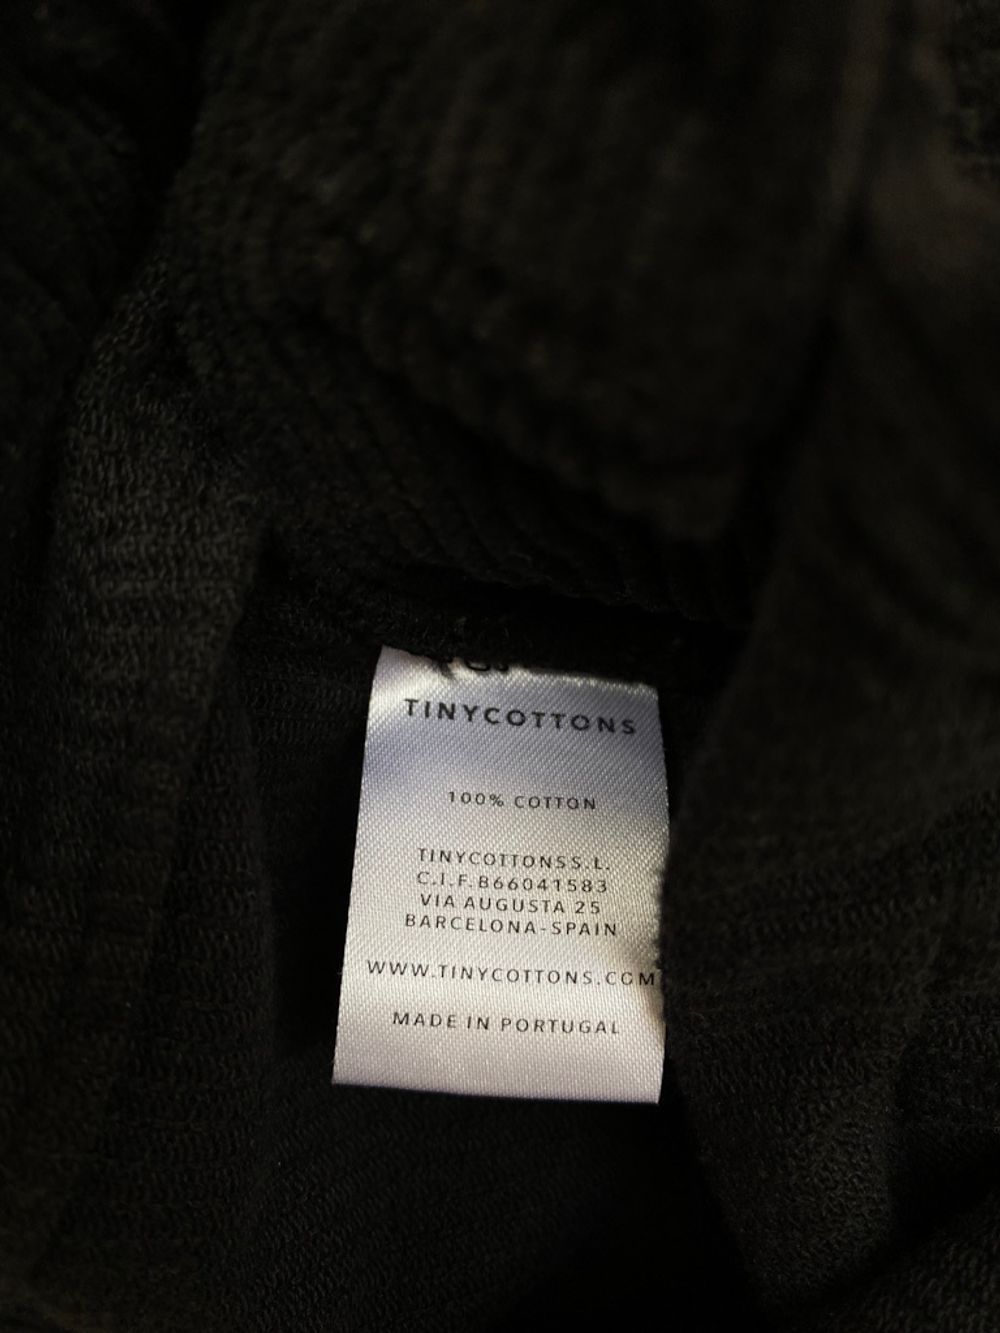 TINYCOTTONS
100% COTTON
TINYCOTTONS S.L.
C.I.F. B66041583
VIA AUGUSTA 25
BARCELONA-SPAIN
WWW.TINYCOTTONS.COM
MADE IN PORTUGAL